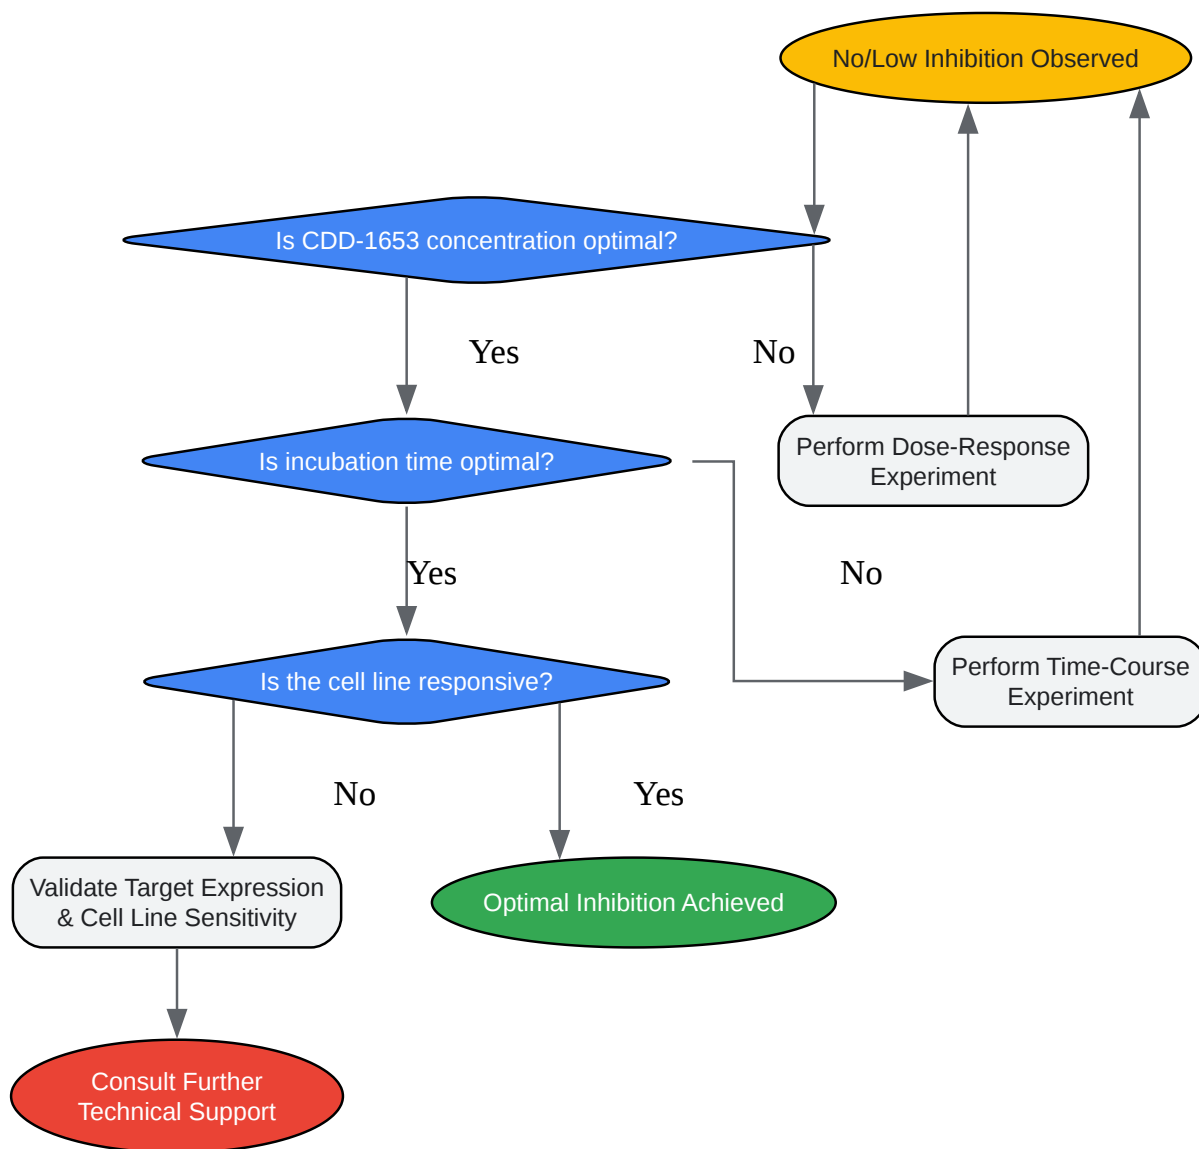 No/Low Inhibition Observed
Is CDD-1653 concentration optimal?
Yes
No
Is incubation time optimal?
Perform Dose-Response
Experiment
Yes
No
Is the cell line responsive?
Perform Time-Course
Experiment
No
Yes
Validate Target Expression
& Cell Line Sensitivity
Optimal Inhibition Achieved
Consult Further
Technical Support